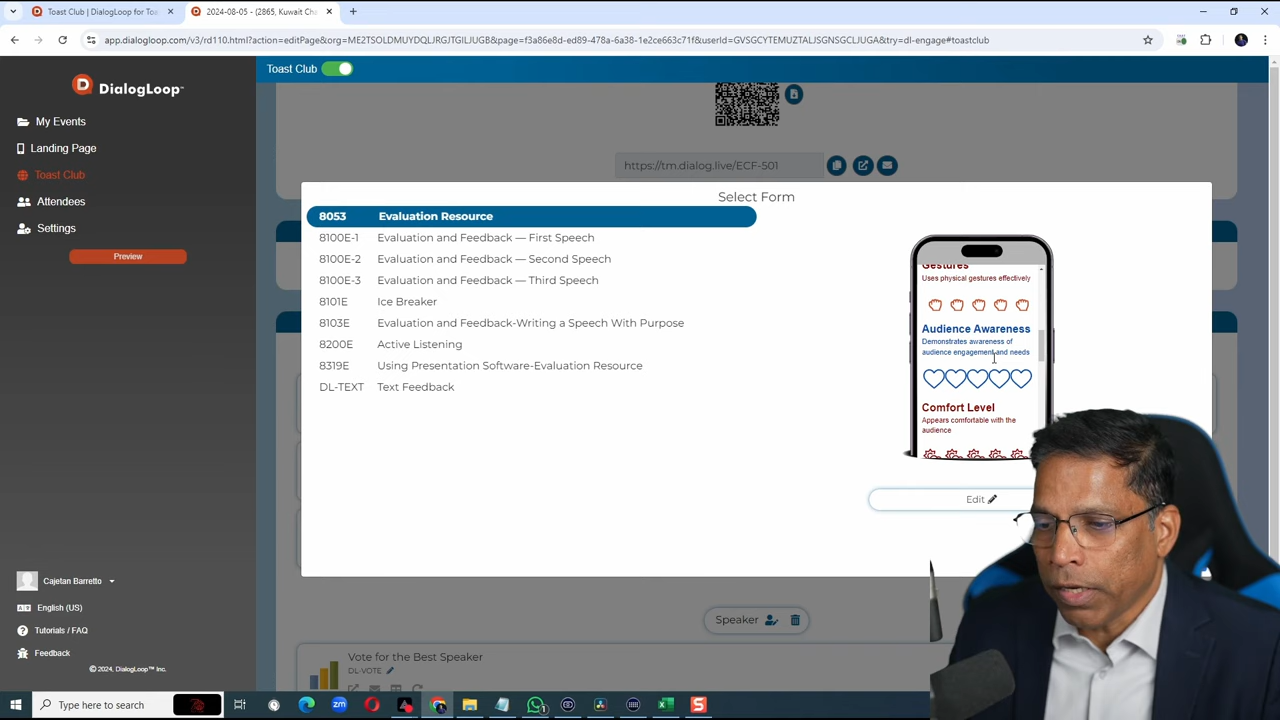 Toast Club | DialogLoop for Toa
2024-08-05 - (2865, Kuwait Cha
app.dialogloop.com/v3/rd110.html?action=editPage&org=ME2TSOLDMUYDQLJRGJTGILJUGB&page=f3a86e8d-ed89-478a-6a38-1e2ce663c71f&userId=GVSGCYTEMUZTALJSGNSGCLJUGA&try=dl-engage#toastclub
DialogLoop™
My Events
Landing Page
Toast Club
Attendees
Settings
Preview
Cajetan Barretto
English (US)
Tutorials / FAQ
Feedback
© 2024, DialogLoop™ Inc.
Toast Club
https://tm.dialog.live/ECF-501
Select Form
8053 Evaluation Resource
8100E-1 Evaluation and Feedback — First Speech
8100E-2 Evaluation and Feedback — Second Speech
8100E-3 Evaluation and Feedback — Third Speech
8101E Ice Breaker
8103E Evaluation and Feedback-Writing a Speech With Purpose
8200E Active Listening
8319E Using Presentation Software-Evaluation Resource
DL-TEXT Text Feedback
Gestures
Uses physical gestures effectively
Audience Awareness
Demonstrates awareness of
audience engagement and needs
Comfort Level
Appears comfortable with the
audience
Edit
Speaker
Vote for the Best Speaker
DL-VOTE
Type here to search